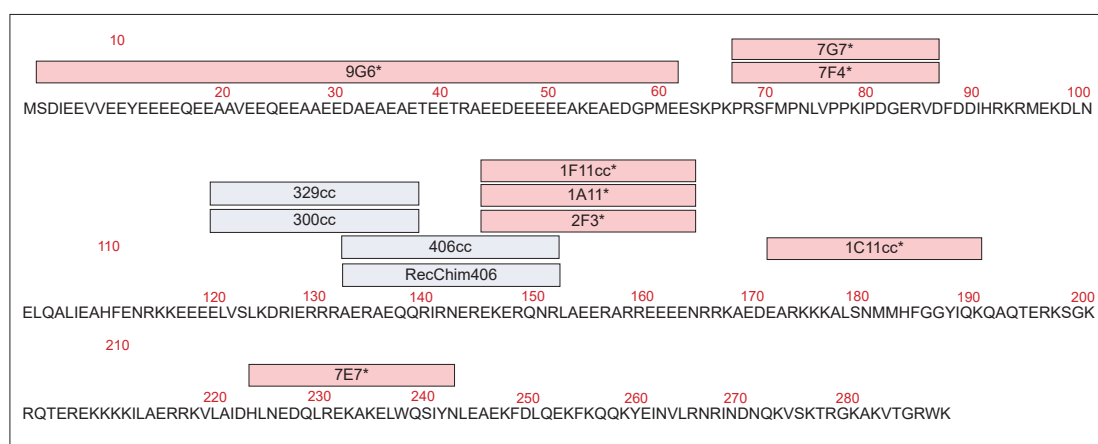 10
7G7*
9G6*
7F4*
20 30 40 50 60 70 80 90 100
MSDIEEVVEEYEEEEQEEAAVEEQEEAAEEDAEAEAETEETRAEEDEEEEEAKEAEDGPMEESKPKPRSFMPNLVPPKIPDGERVDFDDIHRKRMEKDLN
1F11cc*
329cc 1A11*
300cc 2F3*
110 406cc 1C11cc*
RecChim406
120 130 140 150 160 170 180 190 200
ELQALIEAHFENRKKEEEELVSLKDRIERRRAERAEQQRIRNEREKERQNRLAEERARREEEENRRKAEDEARKKKALSNMMHFGGYIQKQAQTERKSGK
210
7E7*
220 230 240 250 260 270 280
RQTEREKKKKILAERRKVLAIDHLNEDQLREKAKELWQSIYNLEAEKFDLQEKFKQQKYEINVLRNRINDNQKVSKTRGKAKVTGRWK